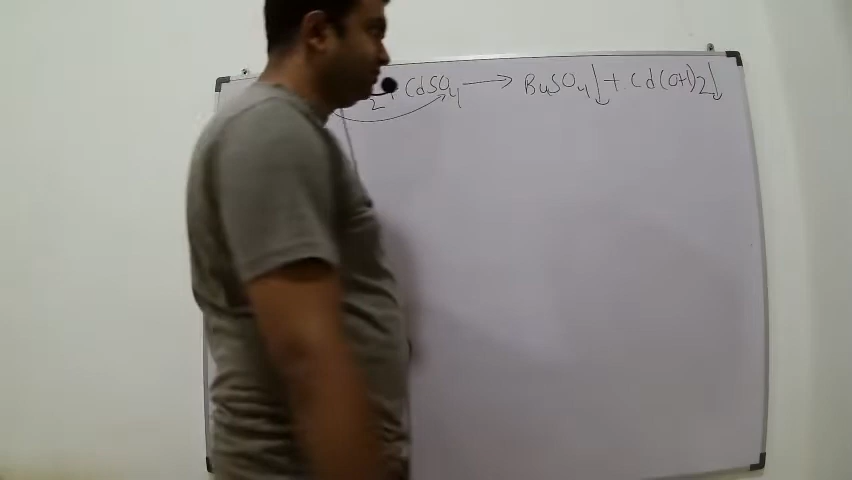 2+ CdSO4 → BaSO4↓ + Cd(OH)2↓